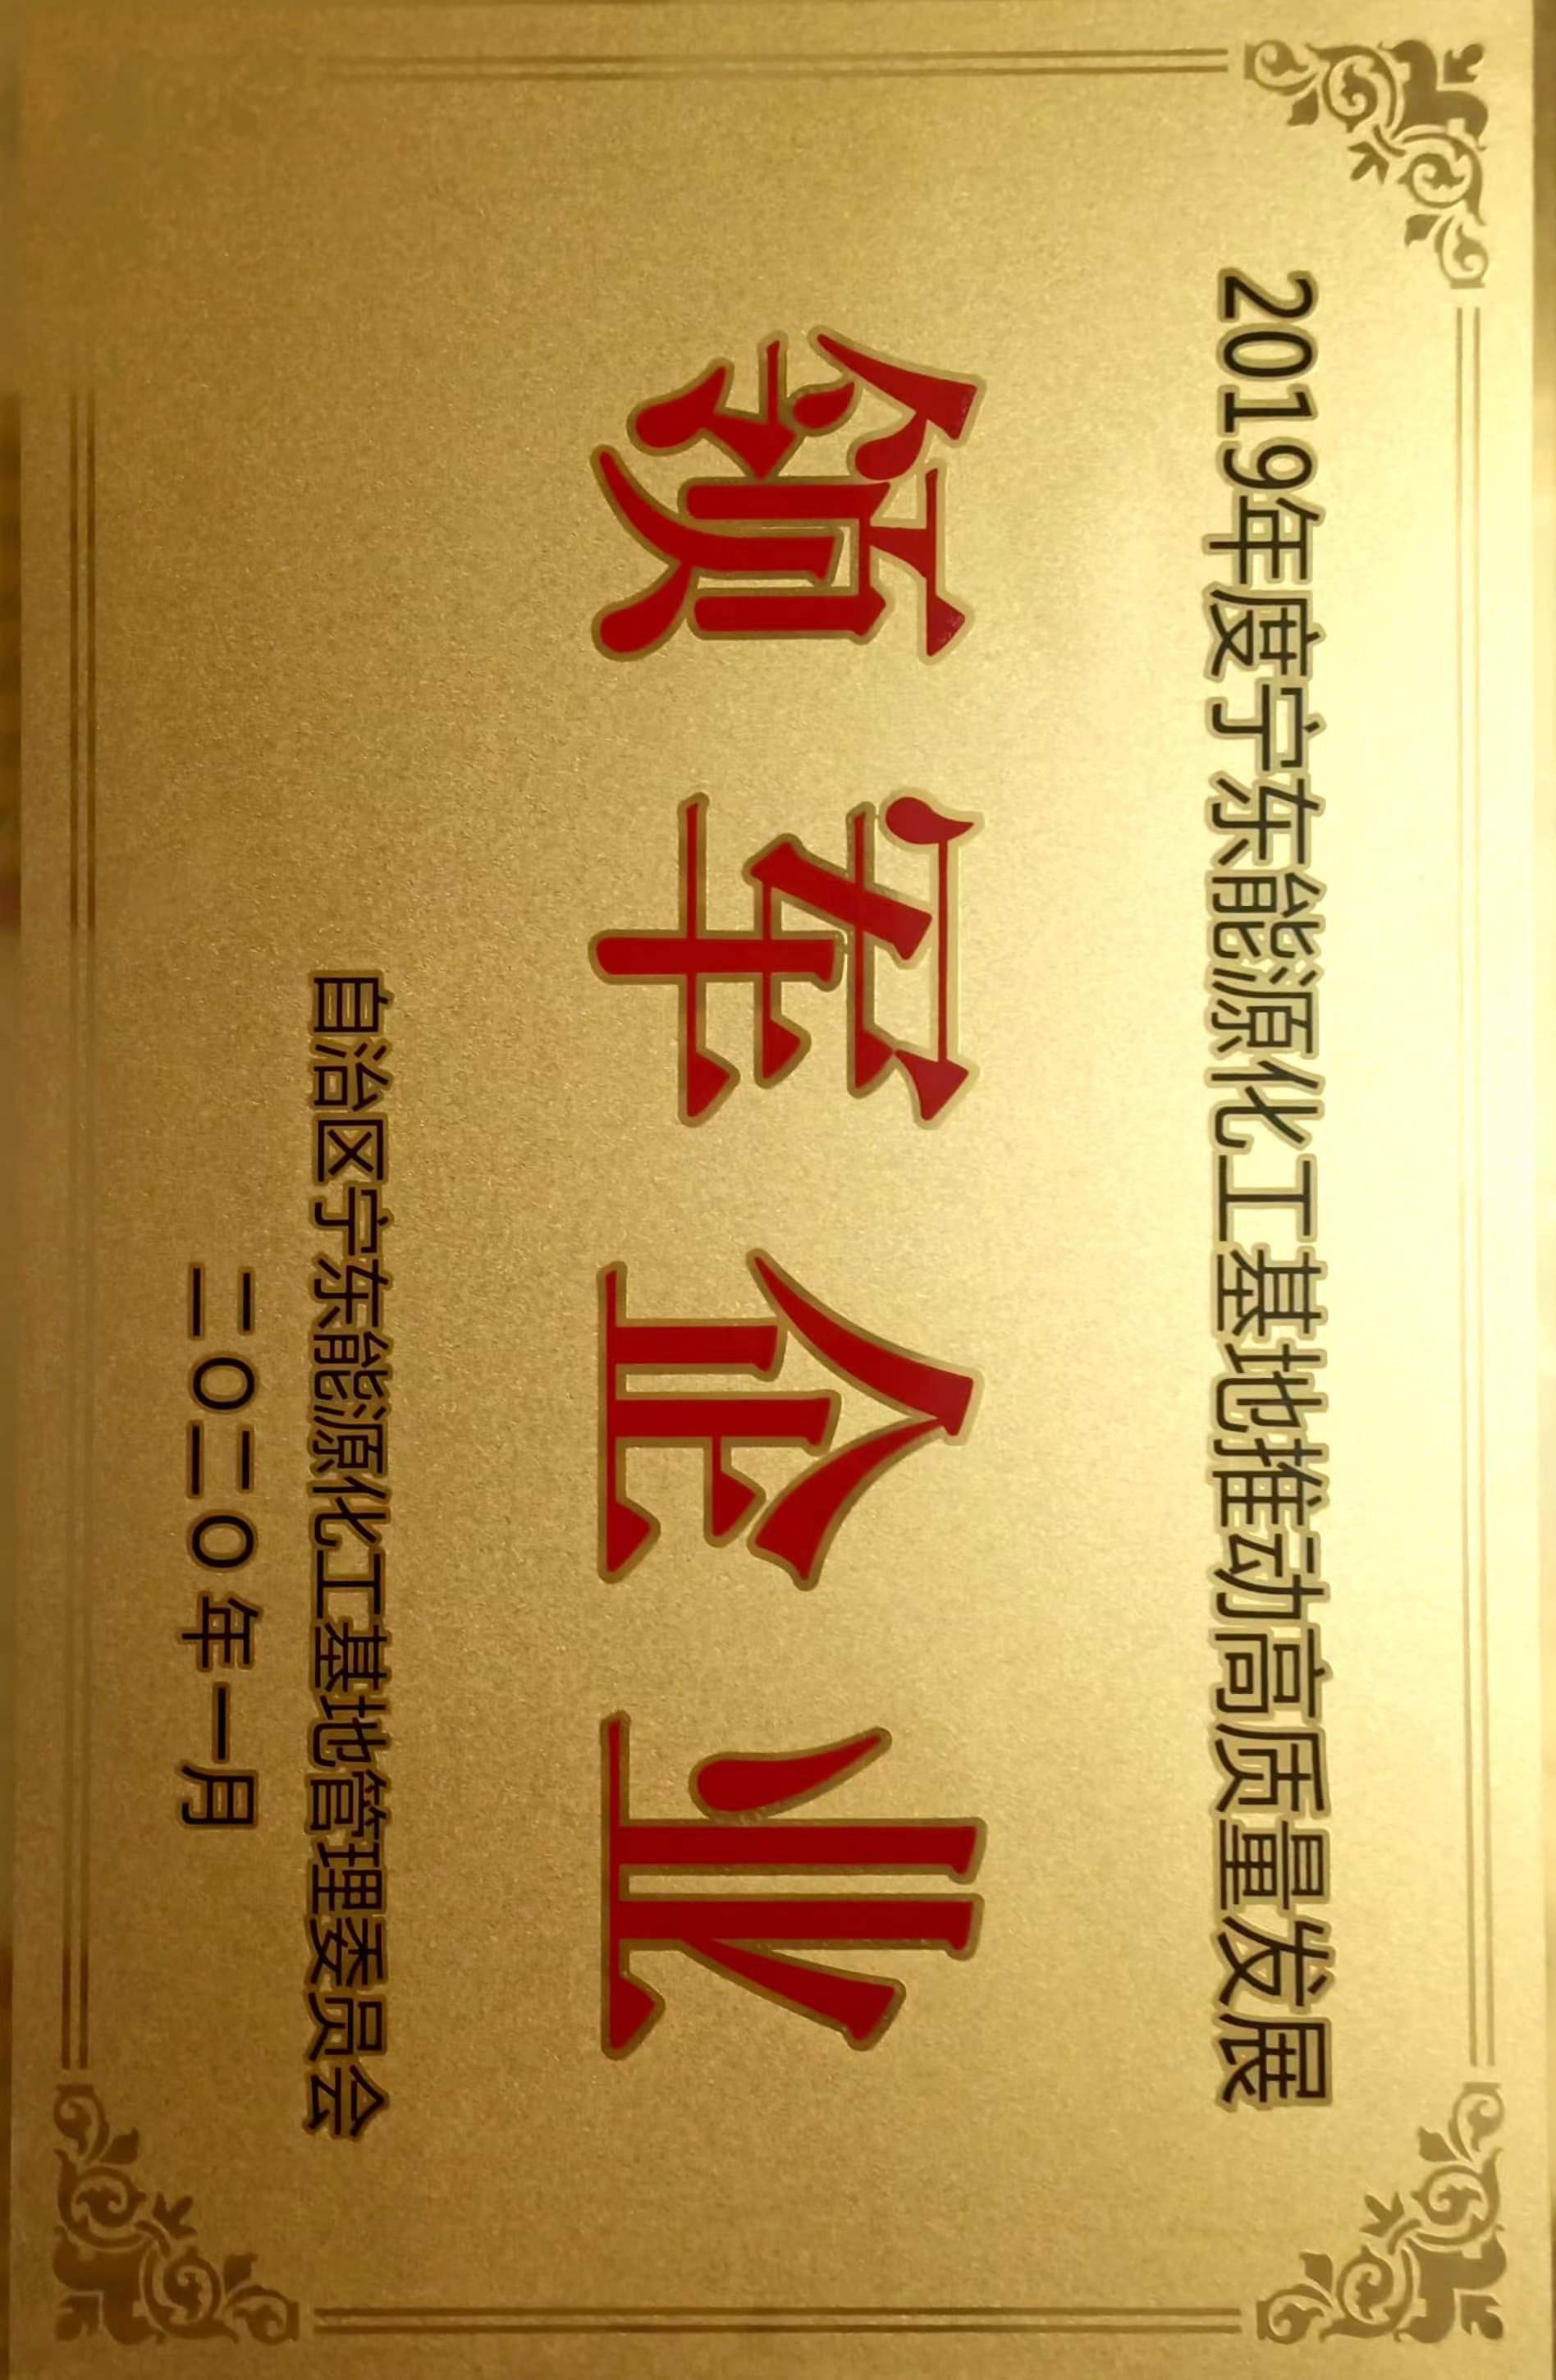 2019年度宁东能源化工基地推动高质量发展
领军企业
自治区宁东能源化工基地管理委员会
二〇二〇年一月